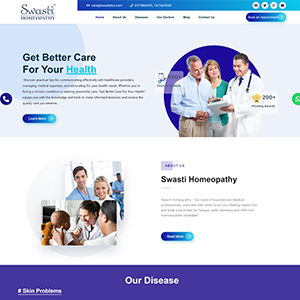 Swasti
HOMEOPATHY
Home About Us Diseases Our Doctors Blog Contact Us
Book an Appointment
Get Better Care
For Your Health
Discover practical tips for communicating effectively with healthcare providers,
managing medical expenses, and advocating for your health needs. Whether you're
facing a chronic condition or seeking preventive care, "Get Better Care For Your Health"
equips you with the knowledge and tools to make informed decisions and receive the
quality care you deserve.
Learn More
200+
ABOUT US
Swasti Homeopathy
Read More
Our Disease
# Skin Problems